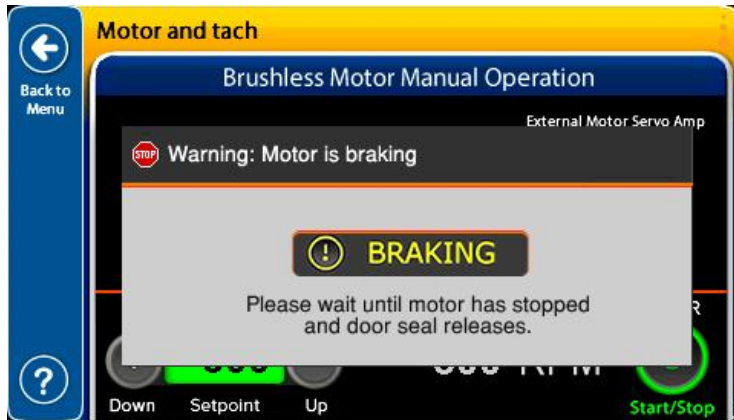 Motor and tach
Back to
Menu
Brushless Motor Manual Operation
External Motor Servo Amp
STOP Warning: Motor is braking
! BRAKING
Please wait until motor has stopped
and door seal releases.
?
Down Setpoint Up Start/Stop